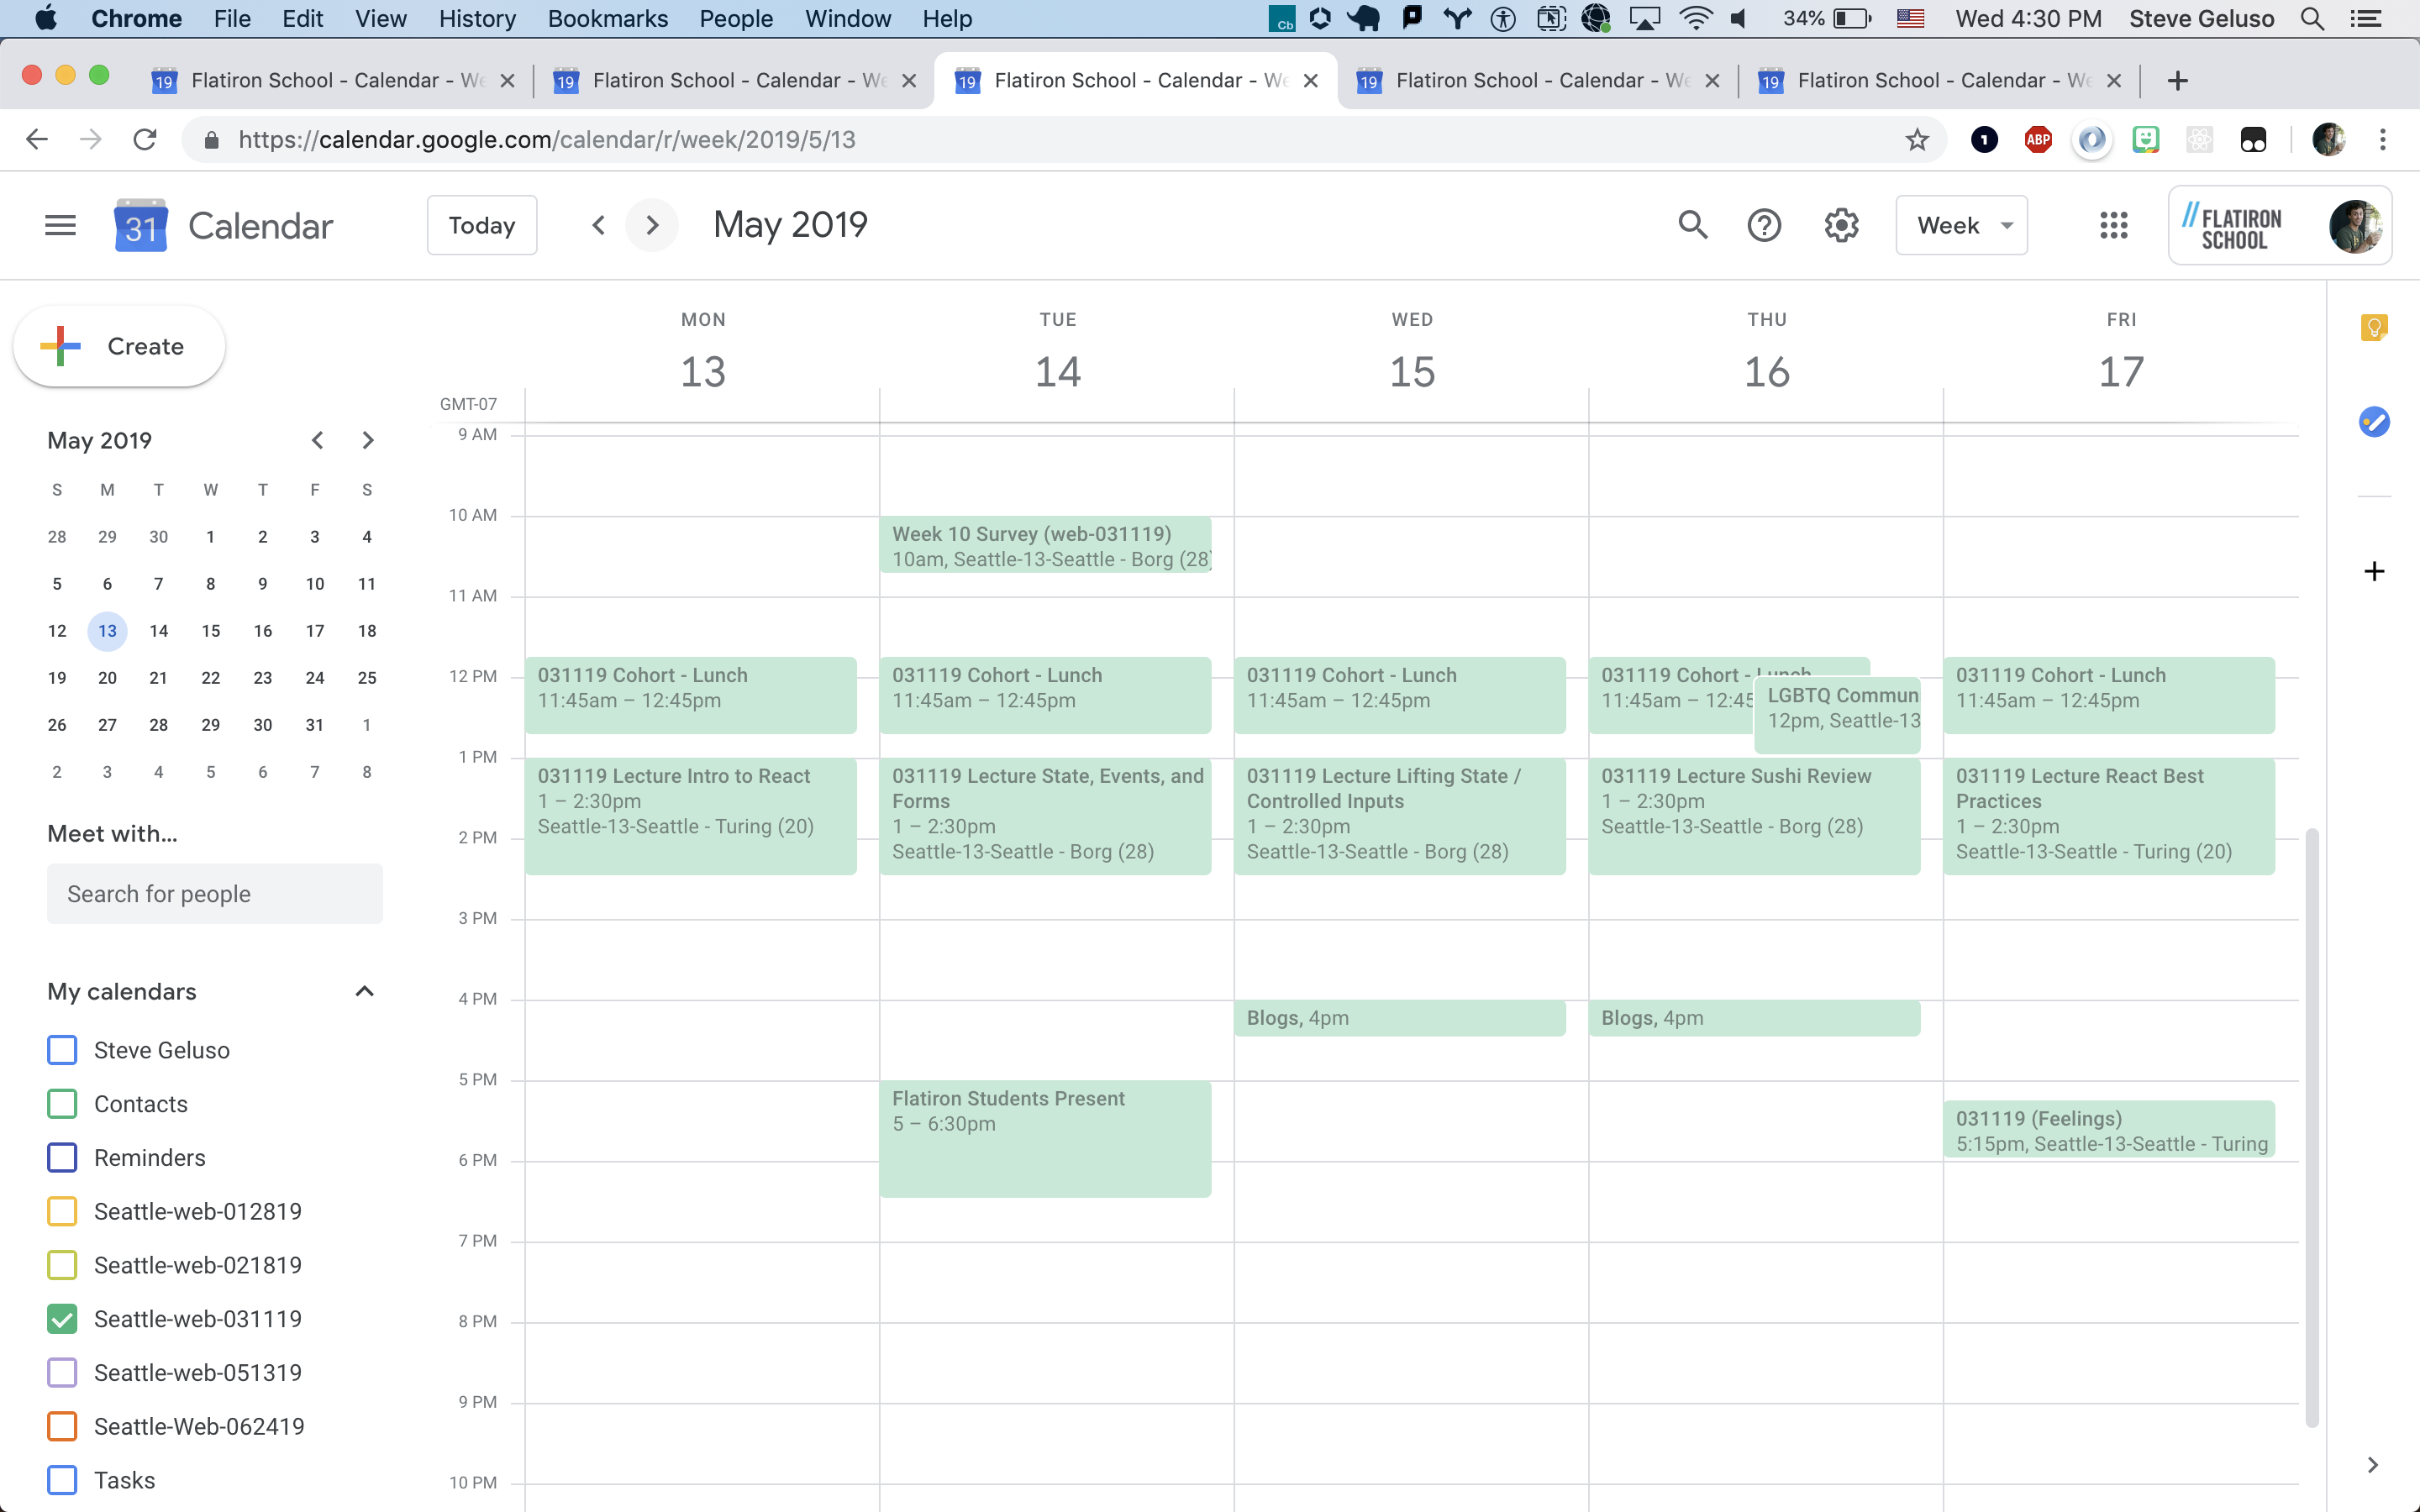 Chrome File Edit View History Bookmarks People Window Help
Cb 34% Wed 4:30 PM Steve Geluso
19 Flatiron School - Calendar - We
19 Flatiron School - Calendar - We
19 Flatiron School - Calendar - We
19 Flatiron School - Calendar - We
19 Flatiron School - Calendar - We
https://calendar.google.com/calendar/r/week/2019/5/13
1 ABP
31 Calendar
Today
May 2019
Week
// FLATIRON
SCHOOL
Create
MON TUE WED THU FRI
13 14 15 16 17
GMT-07
May 2019
S M T W T F S
28 29 30 1 2 3 4
5 6 7 8 9 10 11
12 13 14 15 16 17 18
19 20 21 22 23 24 25
26 27 28 29 30 31 1
2 3 4 5 6 7 8
Meet with...
Search for people
My calendars
Steve Geluso
Contacts
Reminders
Seattle-web-012819
Seattle-web-021819
Seattle-web-031119
Seattle-web-051319
Seattle-Web-062419
Tasks
9 AM
10 AM
11 AM
12 PM
1 PM
2 PM
3 PM
4 PM
5 PM
6 PM
7 PM
8 PM
9 PM
10 PM
031119 Cohort - Lunch
11:45am – 12:45pm
031119 Lecture Intro to React
1 – 2:30pm
Seattle-13-Seattle - Turing (20)
Week 10 Survey (web-031119)
10am, Seattle-13-Seattle - Borg (28)
031119 Cohort - Lunch
11:45am – 12:45pm
031119 Lecture State, Events, and
Forms
1 – 2:30pm
Seattle-13-Seattle - Borg (28)
Flatiron Students Present
5 – 6:30pm
031119 Cohort - Lunch
11:45am – 12:45pm
031119 Lecture Lifting State /
Controlled Inputs
1 – 2:30pm
Seattle-13-Seattle - Borg (28)
Blogs, 4pm
031119 Cohort - Lunch
11:45am – 12:45
LGBTQ Commun
12pm, Seattle-13
031119 Lecture Sushi Review
1 – 2:30pm
Seattle-13-Seattle - Borg (28)
Blogs, 4pm
031119 Cohort - Lunch
11:45am – 12:45pm
031119 Lecture React Best
Practices
1 – 2:30pm
Seattle-13-Seattle - Turing (20)
031119 (Feelings)
5:15pm, Seattle-13-Seattle - Turing